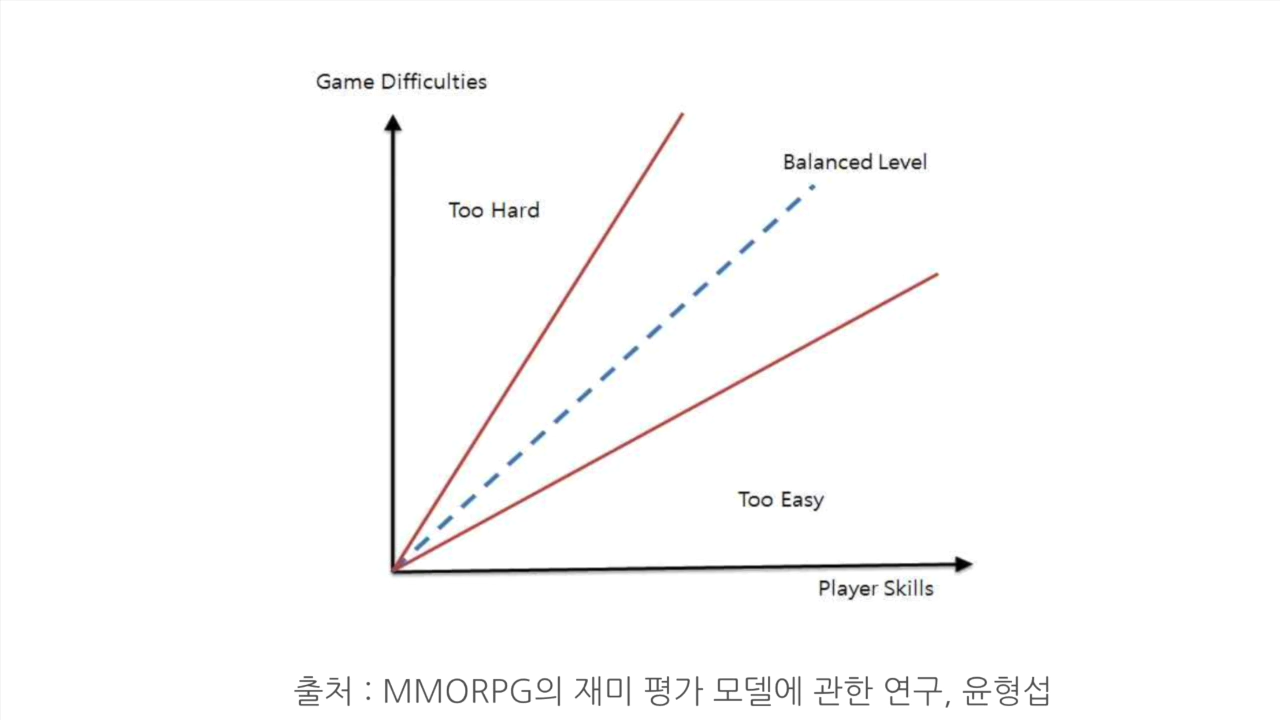 Game Difficulties
Balanced Level
Too Hard
Too Easy
Player Skills
출처 : MMORPG의 재미 평가 모델에 관한 연구, 윤형섭